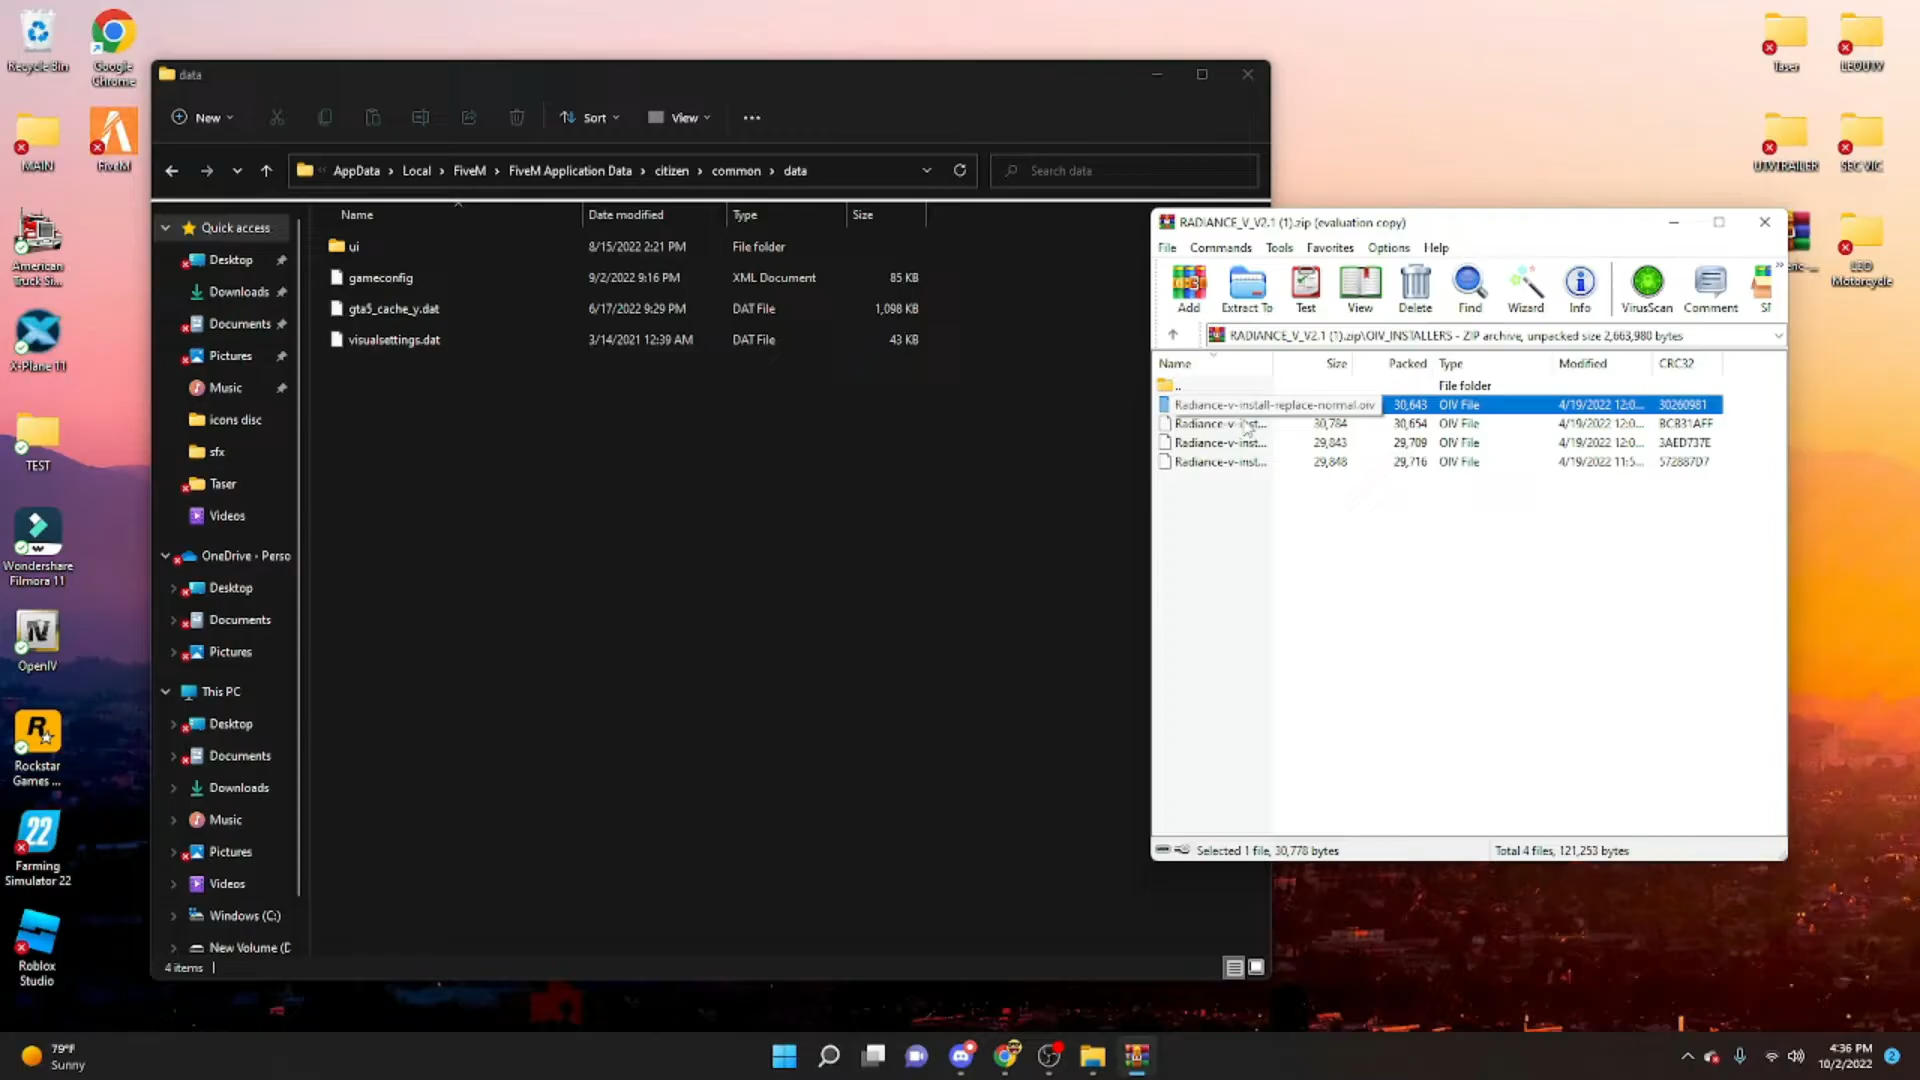 Recycle Bin
Google Chrome
MAIN
FiveM
American Truck Si...
X-Plane 11
TEST
Wondershare Filmora 11
OpenIV
Rockstar Games ...
Farming Simulator 22
Roblox Studio
data
New
Sort
View
AppData > Local > FiveM > FiveM Application Data > citizen > common > data
Search data
Name Date modified Type Size
ui 8/15/2022 2:21 PM File folder
gameconfig 9/2/2022 9:16 PM XML Document 85 KB
gta5_cache_y.dat 6/17/2022 9:29 PM DAT File 1,098 KB
visualsettings.dat 3/14/2021 12:39 AM DAT File 43 KB
Quick access
Desktop
Downloads
Documents
Pictures
Music
icons disc
sfx
Taser
Videos
OneDrive - Perso
Desktop
Documents
Pictures
This PC
Desktop
Documents
Downloads
Music
Pictures
Videos
Windows (C:)
New Volume (D
4 items
RADIANCE_V_V2.1 (1).zip (evaluation copy)
File Commands Tools Favorites Options Help
Add Extract To Test View Delete Find Wizard Info VirusScan Comment SF
RADIANCE_V_V2.1 (1).zip\OIV_INSTALLERS - ZIP archive, unpacked size 2,663,980 bytes
Name Size Packed Type Modified CRC32
.. File folder
Radiance-v-install-replace-normal.oiv 30,643 OIV File 4/19/2022 12:0... 30260981
Radiance-v-inst... 30,784 30,654 OIV File 4/19/2022 12:0... BCB31AFF
Radiance-v-inst... 29,843 29,709 OIV File 4/19/2022 12:0... 3AED737E
Radiance-v-inst... 29,848 29,716 OIV File 4/19/2022 11:5... 572887D7
Selected 1 file, 30,778 bytes
Total 4 files, 121,253 bytes
Taser
UTVTRAILER
SEC VIC
LEO Motorcycle
79°F
Sunny
4:36 PM
10/2/2022
2